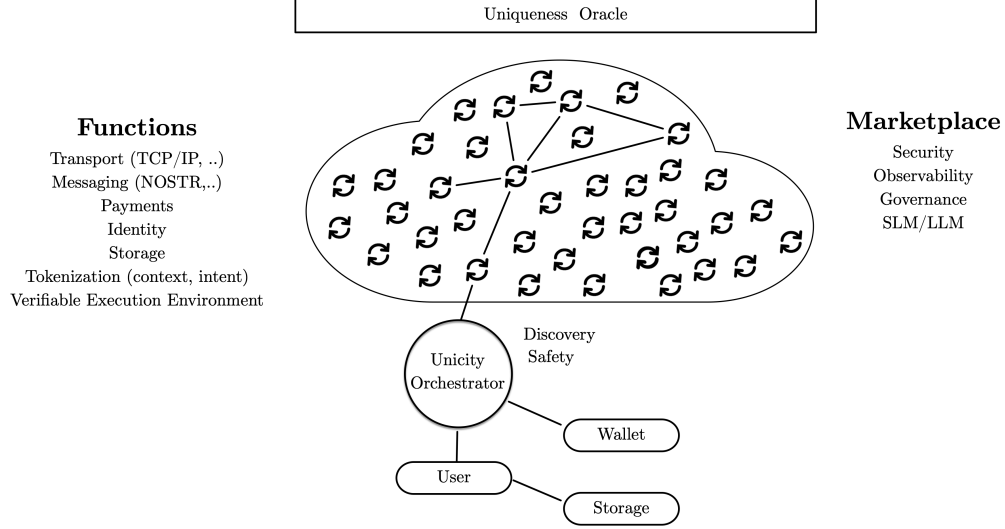 Uniqueness Oracle
Functions
Transport (TCP/IP, ..)
Messaging (NOSTR,..)
Payments
Identity
Storage
Tokenization (context, intent)
Verifiable Execution Environment
Marketplace
Security
Observability
Governance
SLM/LLM
Discovery
Safety
Unicity
Orchestrator
Wallet
User
Storage